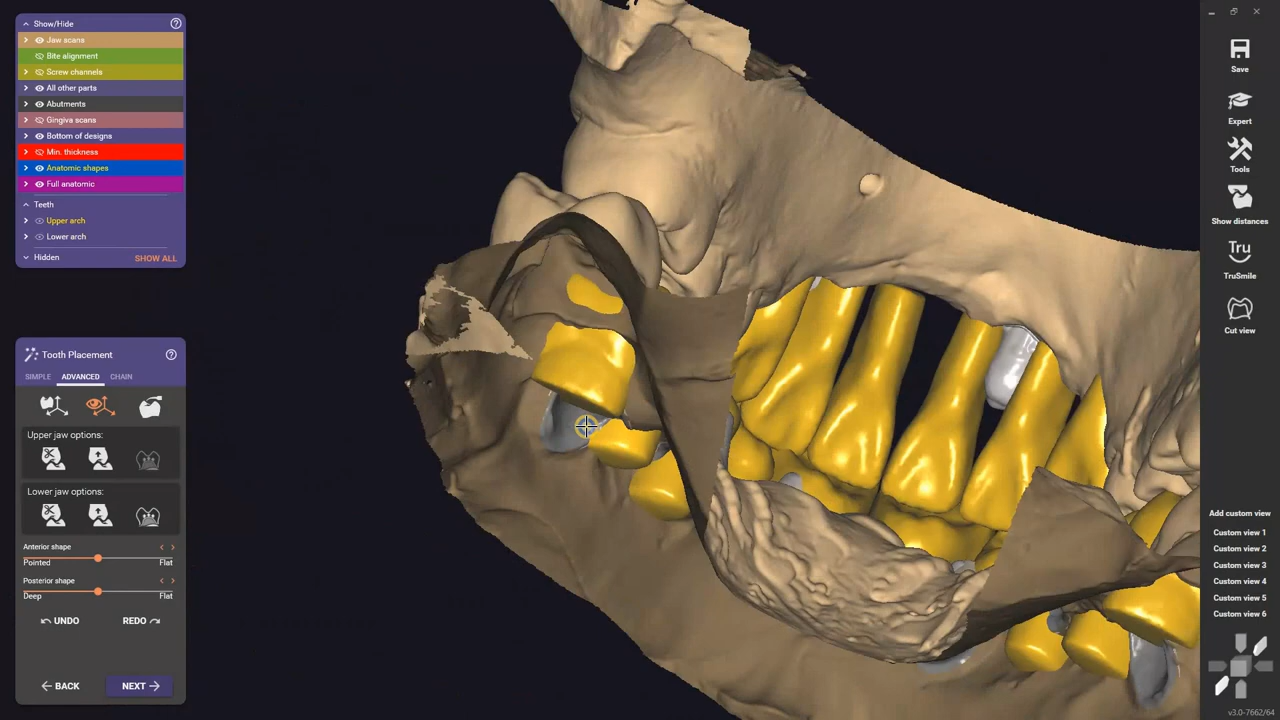 Show/Hide
Jaw scans
Bite alignment
Screw channels
All other parts
Abutments
Gingiva scans
Bottom of designs
Min. thickness
Anatomic shapes
Full anatomic
Teeth
Upper arch
Lower arch
Hidden SHOW ALL
Tooth Placement
SIMPLE ADVANCED CHAIN
Upper jaw options:
Lower jaw options:
Anterior shape
Pointed Flat
Posterior shape
Deep Flat
UNDO REDO
BACK NEXT
Save
Expert
Tools
Show distances
Tru
TruSmile
Cut view
Add custom view
Custom view 1
Custom view 2
Custom view 3
Custom view 4
Custom view 5
Custom view 6
v3.0-7662/64